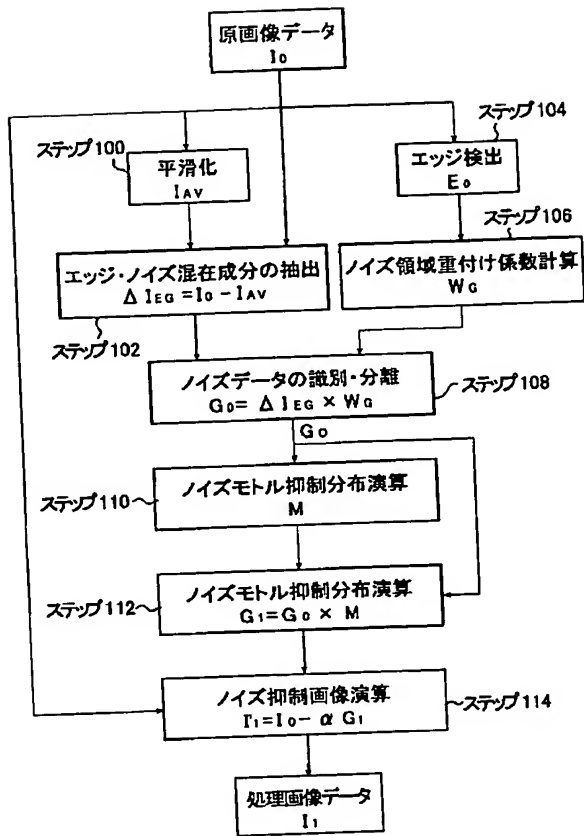 原画像データ
I0
ステップ104
ステップ100
平滑化
IAV
エッジ検出
E0
ステップ106
エッジ・ノイズ混在成分の抽出
Δ IEG = I0 - IAV
ノイズ領域重付け係数計算
WG
ステップ102
ノイズデータの識別・分離
G0 = Δ IEG × WG
ステップ108
G0
ステップ110
ノイズモトル抑制分布演算
M
ステップ112
ノイズモトル抑制分布演算
G1=G0 × M
ノイズ抑制画像演算
I'1=I0 - α G1
ステップ114
処理画像データ
I1